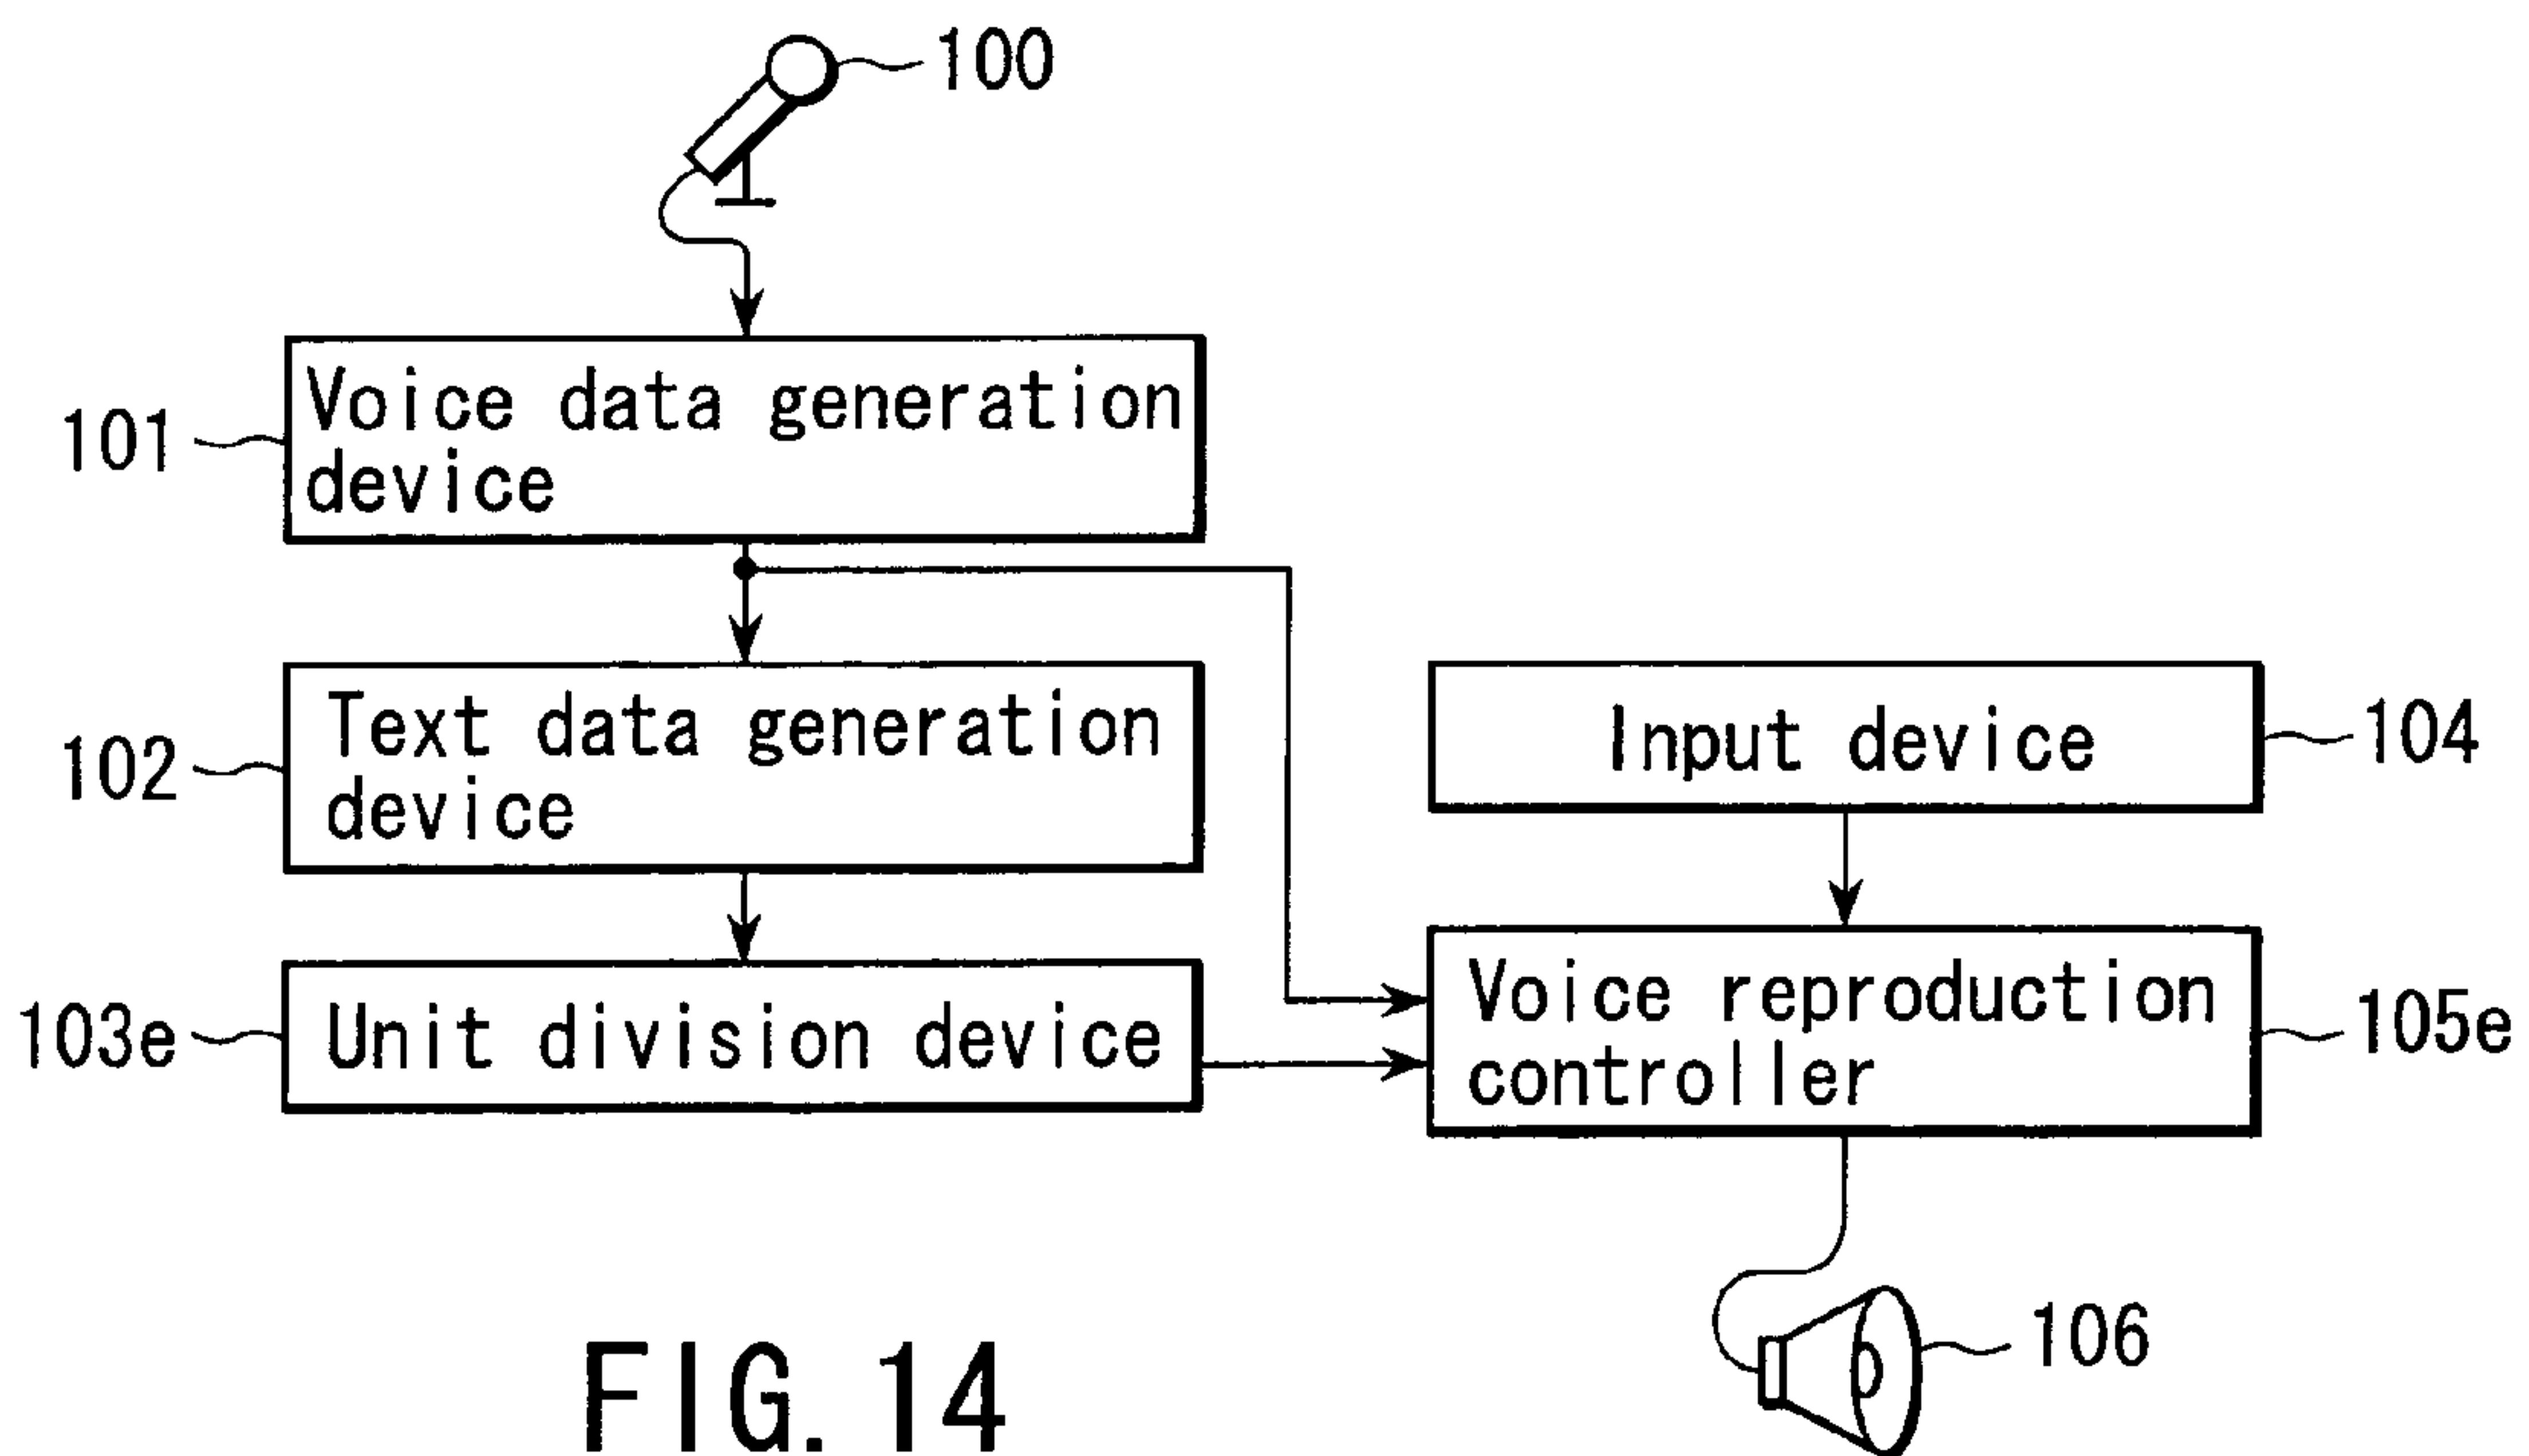 100
101
Voice data generation
device
102
Text data generation
device
Input device
104
103e
Unit division device
Voice reproduction
controller
105e
106
FIG. 14